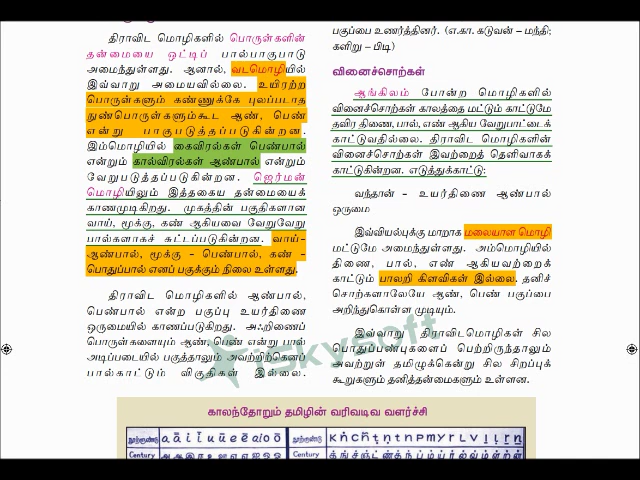 திராவிட மொழிகளில் பொருள்களின்
தன்மையை ஒட்டிப் பால்பாகுபாடு
அமைந்துள்ளது. ஆனால், வடமொழியில்
இவ்வாறு அமையவில்லை. உயிரற்ற
பொருள்களும் கண்ணுக்கே புலப்படாத
நுண்பொருள்களும்கூட ஆண், பெண்
என்று பாகுபடுத்தப்படுகின்றன.
இம்மொழியில் கைவிரல்கள் பெண்பால்
என்றும் கால்விரல்கள் ஆண்பால் என்றும்
வேறுபடுத்தப்படுகின்றன. ஜெர்மன்
மொழியிலும் இத்தகைய தன்மையைக்
காணமுடிகிறது. முகத்தின் பகுதிகளான
வாய், மூக்கு, கண் ஆகியவை வேறுவேறு
பால்களாகச் சுட்டப்படுகின்றன. வாய்-
ஆண்பால், மூக்கு - பெண்பால், கண் -
பொதுப்பால் எனப் பகுக்கும் நிலை உள்ளது.
திராவிட மொழிகளில் ஆண்பால்,
பெண்பால் என்ற பகுப்பு உயர்திணை
ஒருமையில் காணப்படுகிறது. அஃறிணைப்
பொருள்களையும் ஆண், பெண் என்று பால்
அடிப்படையில் பகுத்தாலும் அவற்றிற்கெனப்
பால்காட்டும் விகுதிகள் இல்லை.
பகுப்பை உணர்த்தினர். (எ.கா. கடுவன் – மந்தி;
களிறு – பிடி)
வினைச்சொற்கள்
ஆங்கிலம் போன்ற மொழிகளில்
வினைச்சொற்கள் காலத்தை மட்டும் காட்டுமே
தவிர திணை, பால், எண் ஆகிய வேறுபாட்டைக்
காட்டுவதில்லை. திராவிட மொழிகளின்
வினைச்சொற்கள் இவற்றைத் தெளிவாகக்
காட்டுகின்றன. எடுத்துக்காட்டு:
வந்தான் – உயர்திணை ஆண்பால்
ஒருமை
இவ்வியல்புக்கு மாறாக மலையாள மொழி
மட்டுமே அமைந்துள்ளது. அம்மொழியில்
திணை, பால், எண் ஆகியவற்றைக்
காட்டும் பாலறி கிளவிகள் இல்லை. தனிச்
சொற்களாலேயே ஆண், பெண் பகுப்பை
அறிந்துகொள்ள முடியும்.
இவ்வாறு திராவிடமொழிகள் சில
பொதுப்பண்புகளைப் பெற்றிருந்தாலும்
அவற்றுள் தமிழுக்கென்று சில சிறப்புக்
கூறுகளும் தனித்தன்மைகளும் உள்ளன.
iSkysoft
காலந்தோறும் தமிழின் வரிவடிவ வளர்ச்சி
நூற்றாண்டு a ā i ī u ū e ē ai o ō நூற்றாண்டு k ṅ c ñ ṭ ṇ t n p m y r l v ḻ ḷ ṟ ṉ
Century Century